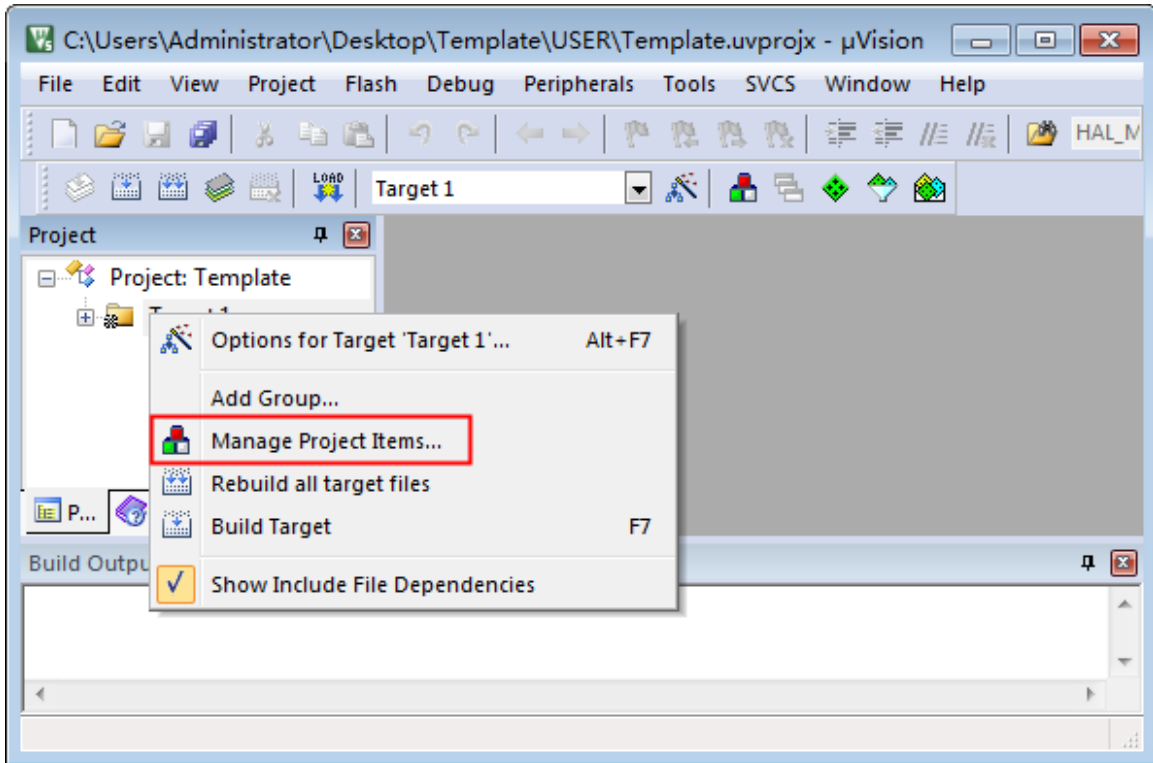 C:\Users\Administrator\Desktop\Template\USER\Template.uvprojx - µVision
File Edit View Project Flash Debug Peripherals Tools SVCS Window Help
HAL_M
LOAD Target 1
Project
Project: Template
Options for Target 'Target 1'... Alt+F7
Add Group...
Manage Project Items...
Rebuild all target files
P...
Build Target F7
Build Outpu
Show Include File Dependencies